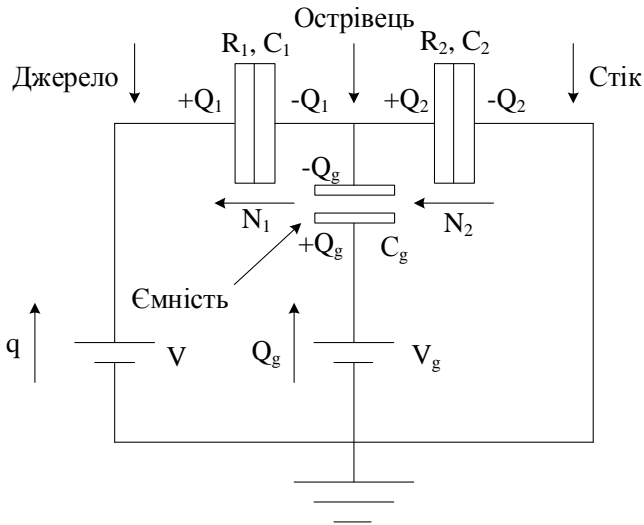 Острівець
R₁, C₁
R₂, C₂
Джерело
Стік
+Q₁
-Q₁
+Q₂
-Q₂
-Qg
N₁
N₂
+Qg
Cg
Ємність
q
V
Qg
Vg